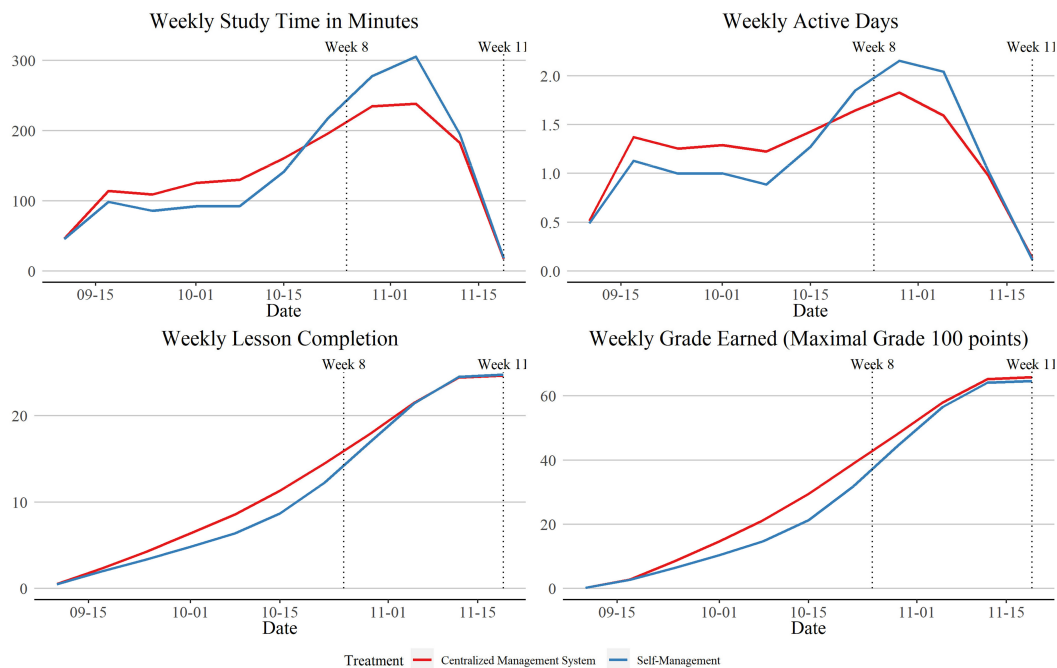 Weekly Study Time in Minutes
Week 8
Week 11
300
200
100
0
09-15
10-01
10-15
11-01
11-15
Date
Weekly Active Days
Week 8
Week 11
2.0
1.5
1.0
0.5
0.0
09-15
10-01
10-15
11-01
11-15
Date
Weekly Lesson Completion
Week 8
Week 11
20
10
0
09-15
10-01
10-15
11-01
11-15
Date
Weekly Grade Earned (Maximal Grade 100 points)
Week 8
Week 11
60
40
20
0
09-15
10-01
10-15
11-01
11-15
Date
Treatment
Centralized Management System
Self-Management